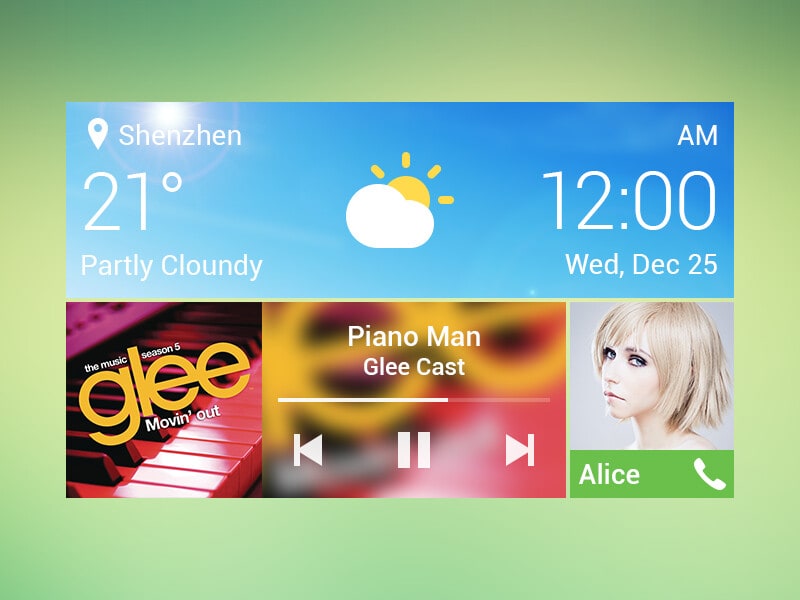 Shenzhen
21°
Partly Cloundy
AM
12:00
Wed, Dec 25
the music season 5
glee
Movin' out
Piano Man
Glee Cast
Alice